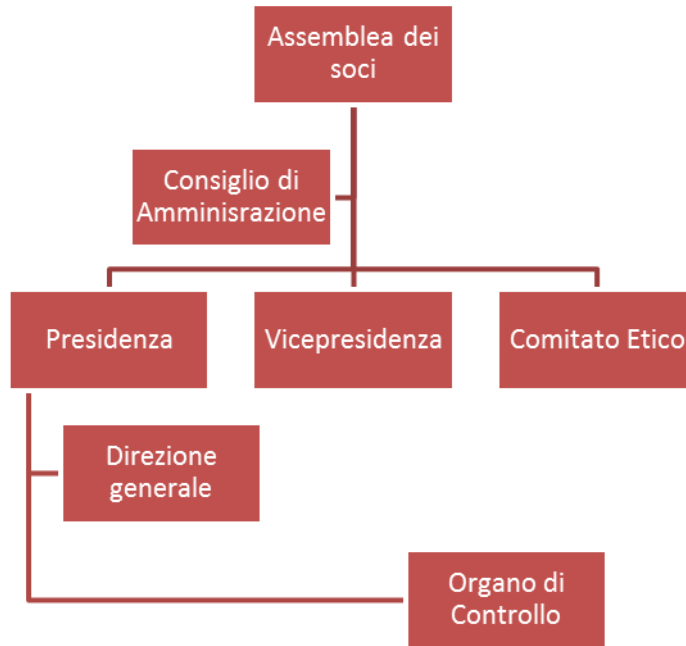 Assemblea dei
soci
Consiglio di
Amminisrazione
Presidenza
Vicepresidenza
Comitato Etico
Direzione
generale
Organo di
Controllo